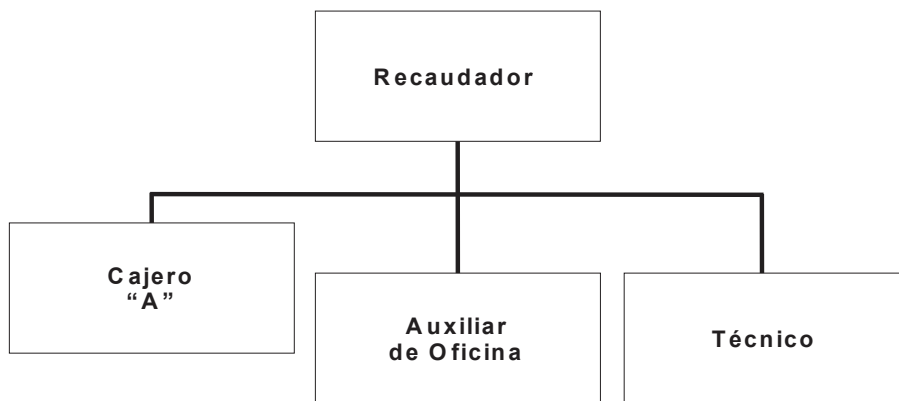 Recaudador
Cajero
“A”
Auxiliar
de Oficina
Técnico